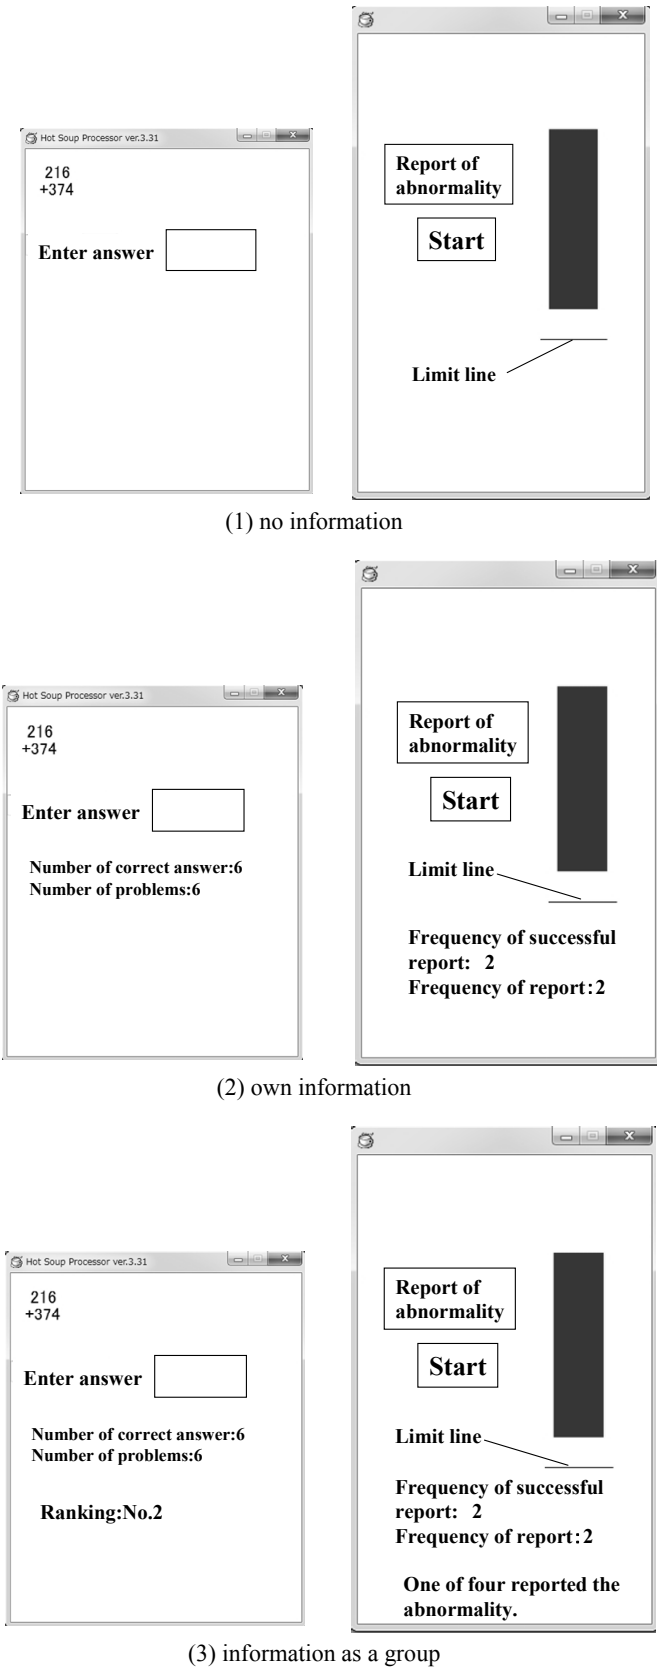 Hot Soup Processor ver.3.31
216
+374
Enter answer
Report of
abnormality
Start
Limit line
(1) no information
Hot Soup Processor ver.3.31
216
+374
Enter answer
Number of correct answer:6
Number of problems:6
Report of
abnormality
Start
Limit line
Frequency of successful
report: 2
Frequency of report:2
(2) own information
Hot Soup Processor ver.3.31
216
+374
Enter answer
Number of correct answer:6
Number of problems:6
Ranking:No.2
Report of
abnormality
Start
Limit line
Frequency of successful
report: 2
Frequency of report:2
One of four reported the
abnormality.
(3) information as a group